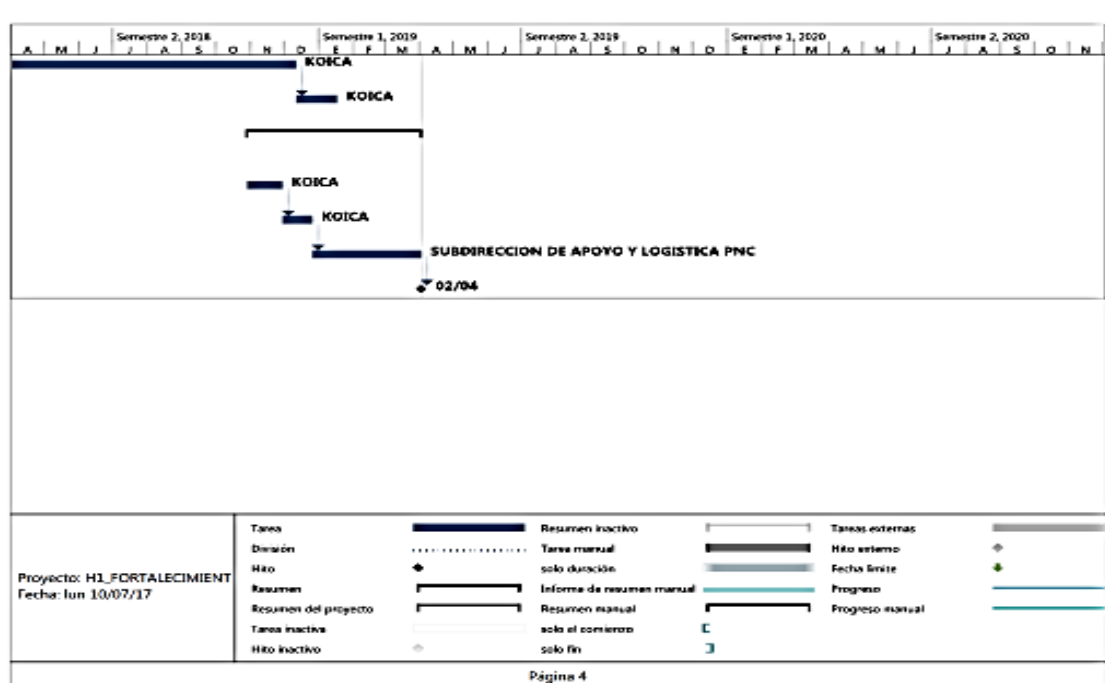 Semestre 2, 2018 Semestre 1, 2019 Semestre 2, 2019 Semestre 1, 2020 Semestre 2, 2020
A M J J A S O N D E F M A M J J A S O N D E F M A M J J A S O N
KOICA
KOICA
KOICA
KOICA
SUBDIRECCION DE APOYO Y LOGISTICA PNC
02/04
Proyecto: H1_FORTALECIMIENT
Fecha: lun 10/07/17
Tarea
División
Hito
Resumen
Resumen del proyecto
Tarea inactiva
Hito inactivo
Resumen inactivo
Tarea manual
solo duración
Informe de resumen manual
Resumen manual
solo el comienzo
solo fin
Tareas externas
Hito externo
Fecha límite
Progreso
Progreso manual
Página 4